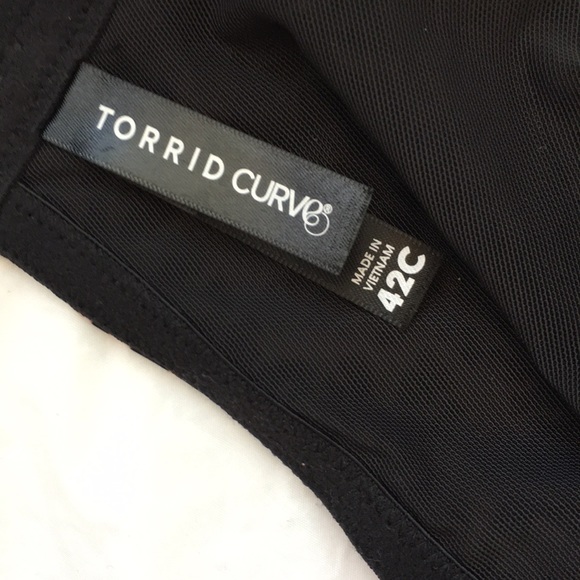 TORRID CURVE®
MADE IN
VIETNAM
42C